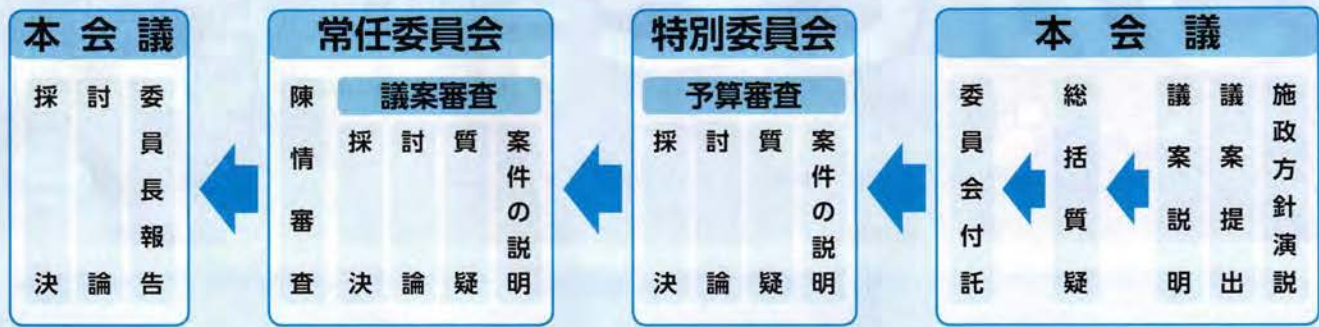 本会議
施政方針演説
議案提出
議案説明
総括質疑
委員会付託
特別委員会
予算審査
案件の説明
質疑
討論
採決
常任委員会
議案審査
案件の説明
質疑
討論
採決
陳情審査
本会議
委員長報告
討論
採決